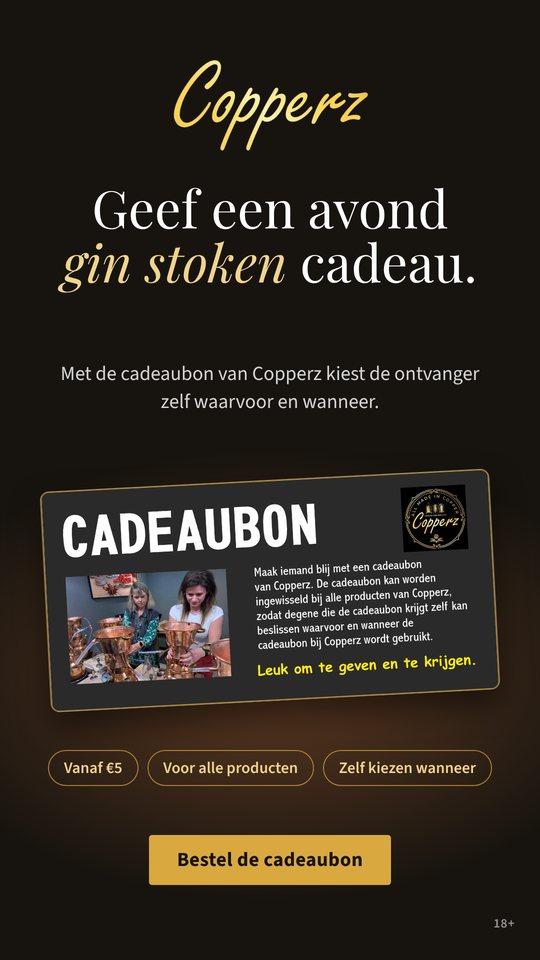 Copperz
Geef een avond
gin stoken cadeau.
Met de cadeaubon van Copperz kiest de ontvanger
zelf waarvoor en wanneer.
CADEAUBON
ALL MADE IN COPPER
Copperz
Maak iemand blij met een cadeaubon
van Copperz. De cadeaubon kan worden
ingewisseld bij alle producten van Copperz,
zodat degene die de cadeaubon krijgt zelf kan
beslissen waarvoor en wanneer de
cadeaubon bij Copperz wordt gebruikt.
Leuk om te geven en te krijgen.
Vanaf €5
Voor alle producten
Zelf kiezen wanneer
Bestel de cadeaubon
18+